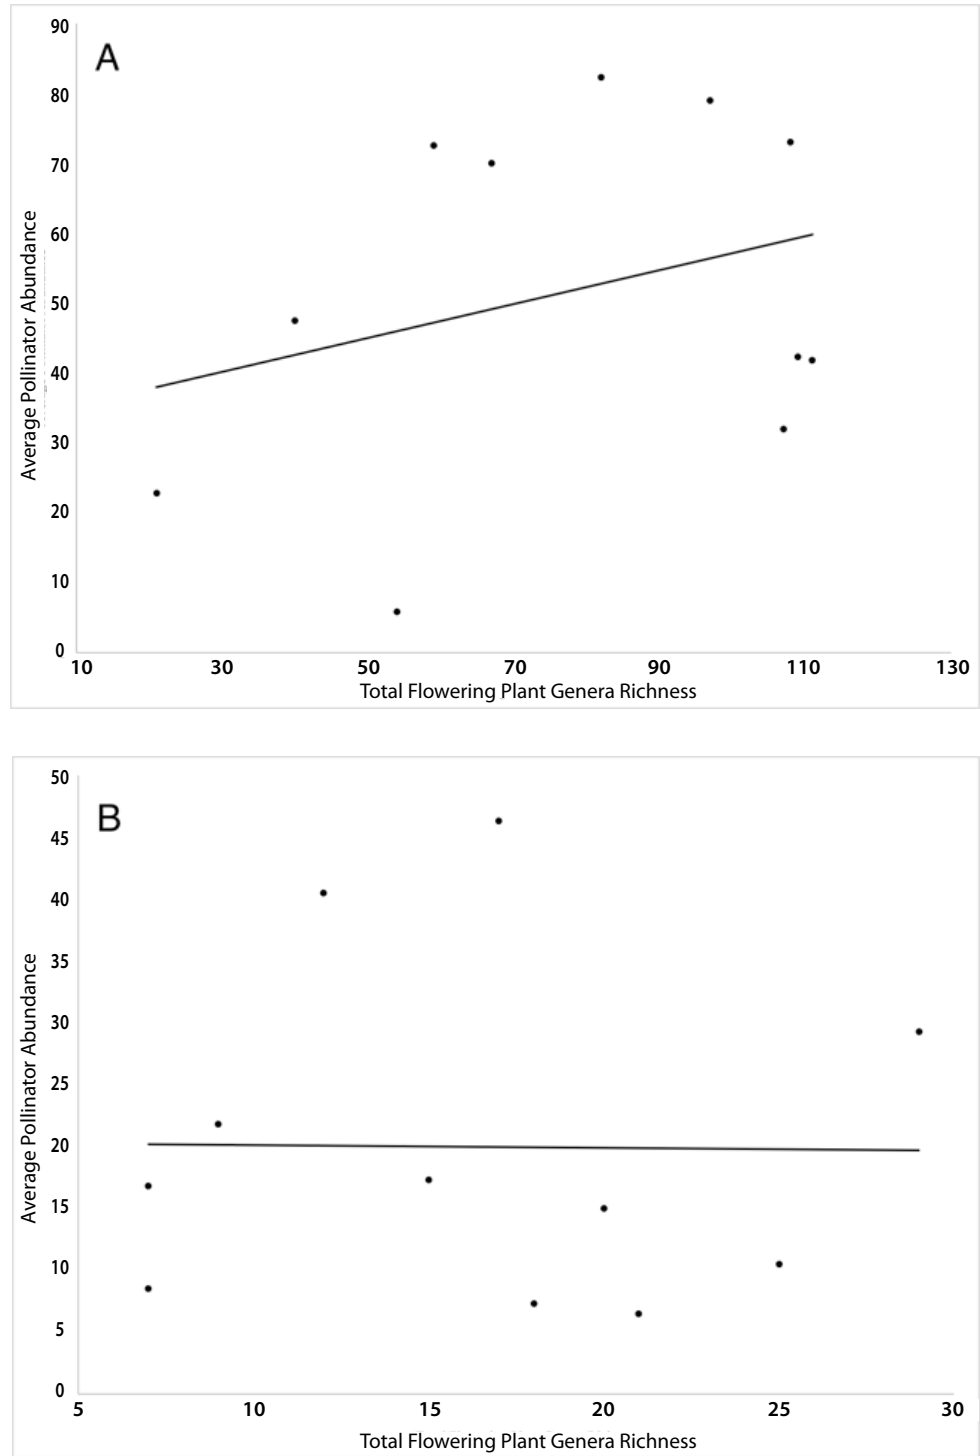 A
90
80
70
60
50
40
30
20
10
0
Average Pollinator Abundance
10 30 50 70 90 110 130
Total Flowering Plant Genera Richness
B
50
45
40
35
30
25
20
15
10
5
0
Average Pollinator Abundance
5 10 15 20 25 30
Total Flowering Plant Genera Richness